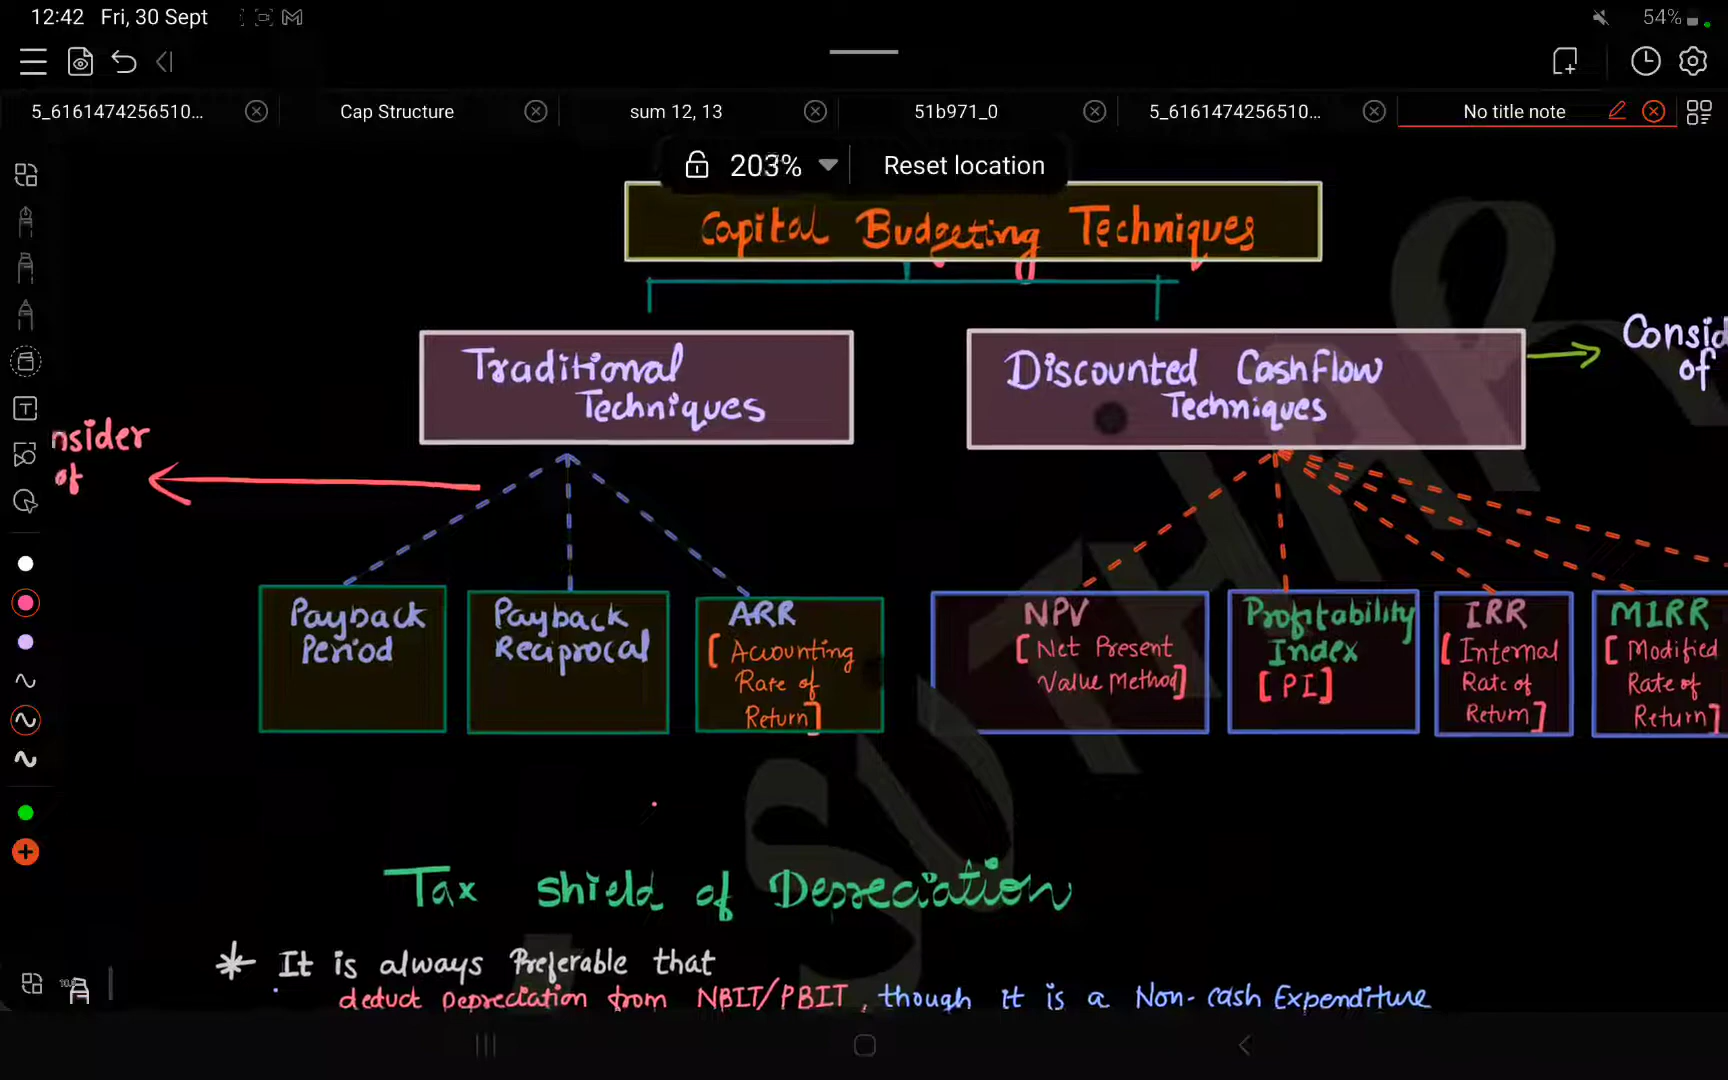 12:42 Fri, 30 Sept
54%
5_6161474256510...
Cap Structure
sum 12, 13
51b971_0
5_6161474256510...
No title note
203%
Reset location
Capital Budgeting Techniques
Traditional
Techniques
Discounted Cashflow
Techniques
Consid
of
nsider
of
Payback
Period
Payback
Reciprocal
ARR
[ Accounting
Rate of
Return]
NPV
[ Net Present
Value Method]
Profitability
Index
[PI]
IRR
[ Internal
Rate of
Return]
MIRR
[ Modified
Rate of
Return]
Tax Shield of Depreciation
* It is always Preferable that
deduct Depreciation from NBIT/PBIT, though it is a Non-cash Expenditure